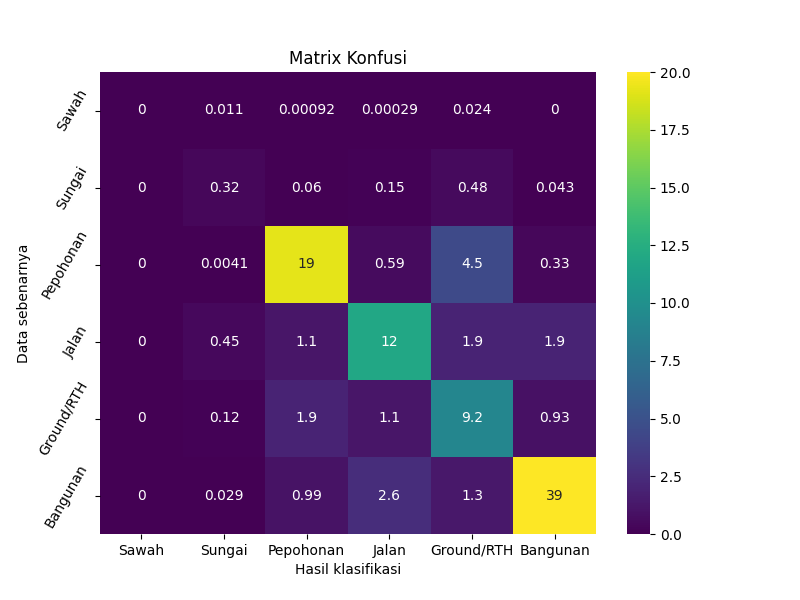 Matrix Konfusi
Sawah 0 0.011 0.00092 0.00029 0.024 0
Sungai 0 0.32 0.06 0.15 0.48 0.043
Pepohonan 0 0.0041 19 0.59 4.5 0.33
Jalan 0 0.45 1.1 12 1.9 1.9
Ground/RTH 0 0.12 1.9 1.1 9.2 0.93
Bangunan 0 0.029 0.99 2.6 1.3 39
Sawah Sungai Pepohonan Jalan Ground/RTH Bangunan
Hasil klasifikasi
Data sebenarnya
20.0
17.5
15.0
12.5
10.0
7.5
5.0
2.5
0.0